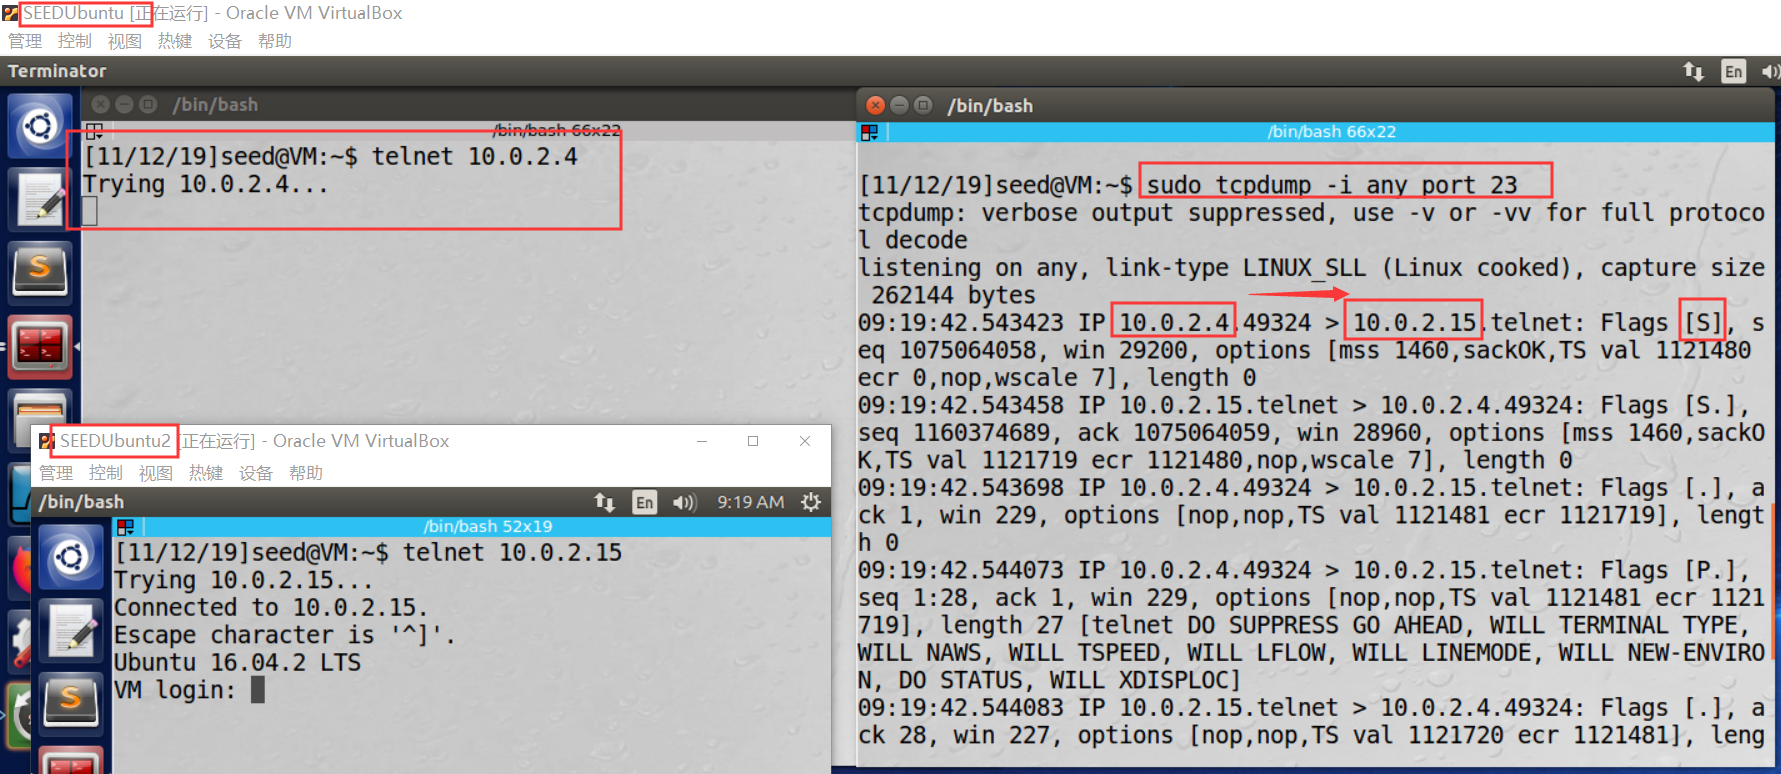 SEEDUbuntu [正在运行] - Oracle VM VirtualBox
管理 控制 视图 热键 设备 帮助
Terminator
En
/bin/bash
/bin/bash 66x22
[11/12/19]seed@VM:~$ telnet 10.0.2.4
Trying 10.0.2.4...
/bin/bash
/bin/bash 66x22
[11/12/19]seed@VM:~$ sudo tcpdump -i any port 23
tcpdump: verbose output suppressed, use -v or -vv for full protoco
l decode
listening on any, link-type LINUX_SLL (Linux cooked), capture size
262144 bytes
09:19:42.543423 IP 10.0.2.4.49324 > 10.0.2.15.telnet: Flags [S], s
eq 1075064058, win 29200, options [mss 1460,sackOK,TS val 1121480
ecr 0,nop,wscale 7], length 0
09:19:42.543458 IP 10.0.2.15.telnet > 10.0.2.4.49324: Flags [S.],
seq 1160374689, ack 1075064059, win 28960, options [mss 1460,sackO
K,TS val 1121719 ecr 1121480,nop,wscale 7], length 0
09:19:42.543698 IP 10.0.2.4.49324 > 10.0.2.15.telnet: Flags [.], a
ck 1, win 229, options [nop,nop,TS val 1121481 ecr 1121719], lengt
h 0
09:19:42.544073 IP 10.0.2.4.49324 > 10.0.2.15.telnet: Flags [P.],
seq 1:28, ack 1, win 229, options [nop,nop,TS val 1121481 ecr 1121
719], length 27 [telnet DO SUPPRESS GO AHEAD, WILL TERMINAL TYPE,
WILL NAWS, WILL TSPEED, WILL LFLOW, WILL LINEMODE, WILL NEW-ENVIRO
N, DO STATUS, WILL XDISPLOC]
09:19:42.544083 IP 10.0.2.15.telnet > 10.0.2.4.49324: Flags [.], a
ck 28, win 227, options [nop,nop,TS val 1121720 ecr 1121481], leng
SEEDUbuntu2 [正在运行] - Oracle VM VirtualBox
管理 控制 视图 热键 设备 帮助
/bin/bash
En 9:19 AM
/bin/bash 52x19
[11/12/19]seed@VM:~$ telnet 10.0.2.15
Trying 10.0.2.15...
Connected to 10.0.2.15.
Escape character is '^]'.
Ubuntu 16.04.2 LTS
VM login: